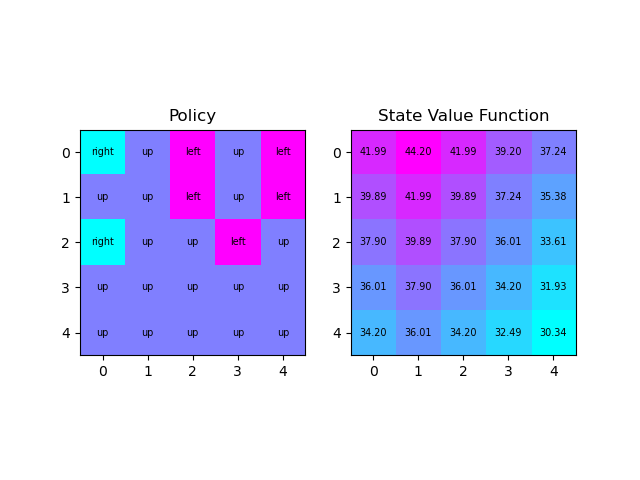 Policy
State Value Function
0 right up left up left
1 up up left up left
2 right up up left up
3 up up up up up
4 up up up up up
0 1 2 3 4
0 41.99 44.20 41.99 39.20 37.24
1 39.89 41.99 39.89 37.24 35.38
2 37.90 39.89 37.90 36.01 33.61
3 36.01 37.90 36.01 34.20 31.93
4 34.20 36.01 34.20 32.49 30.34
0 1 2 3 4